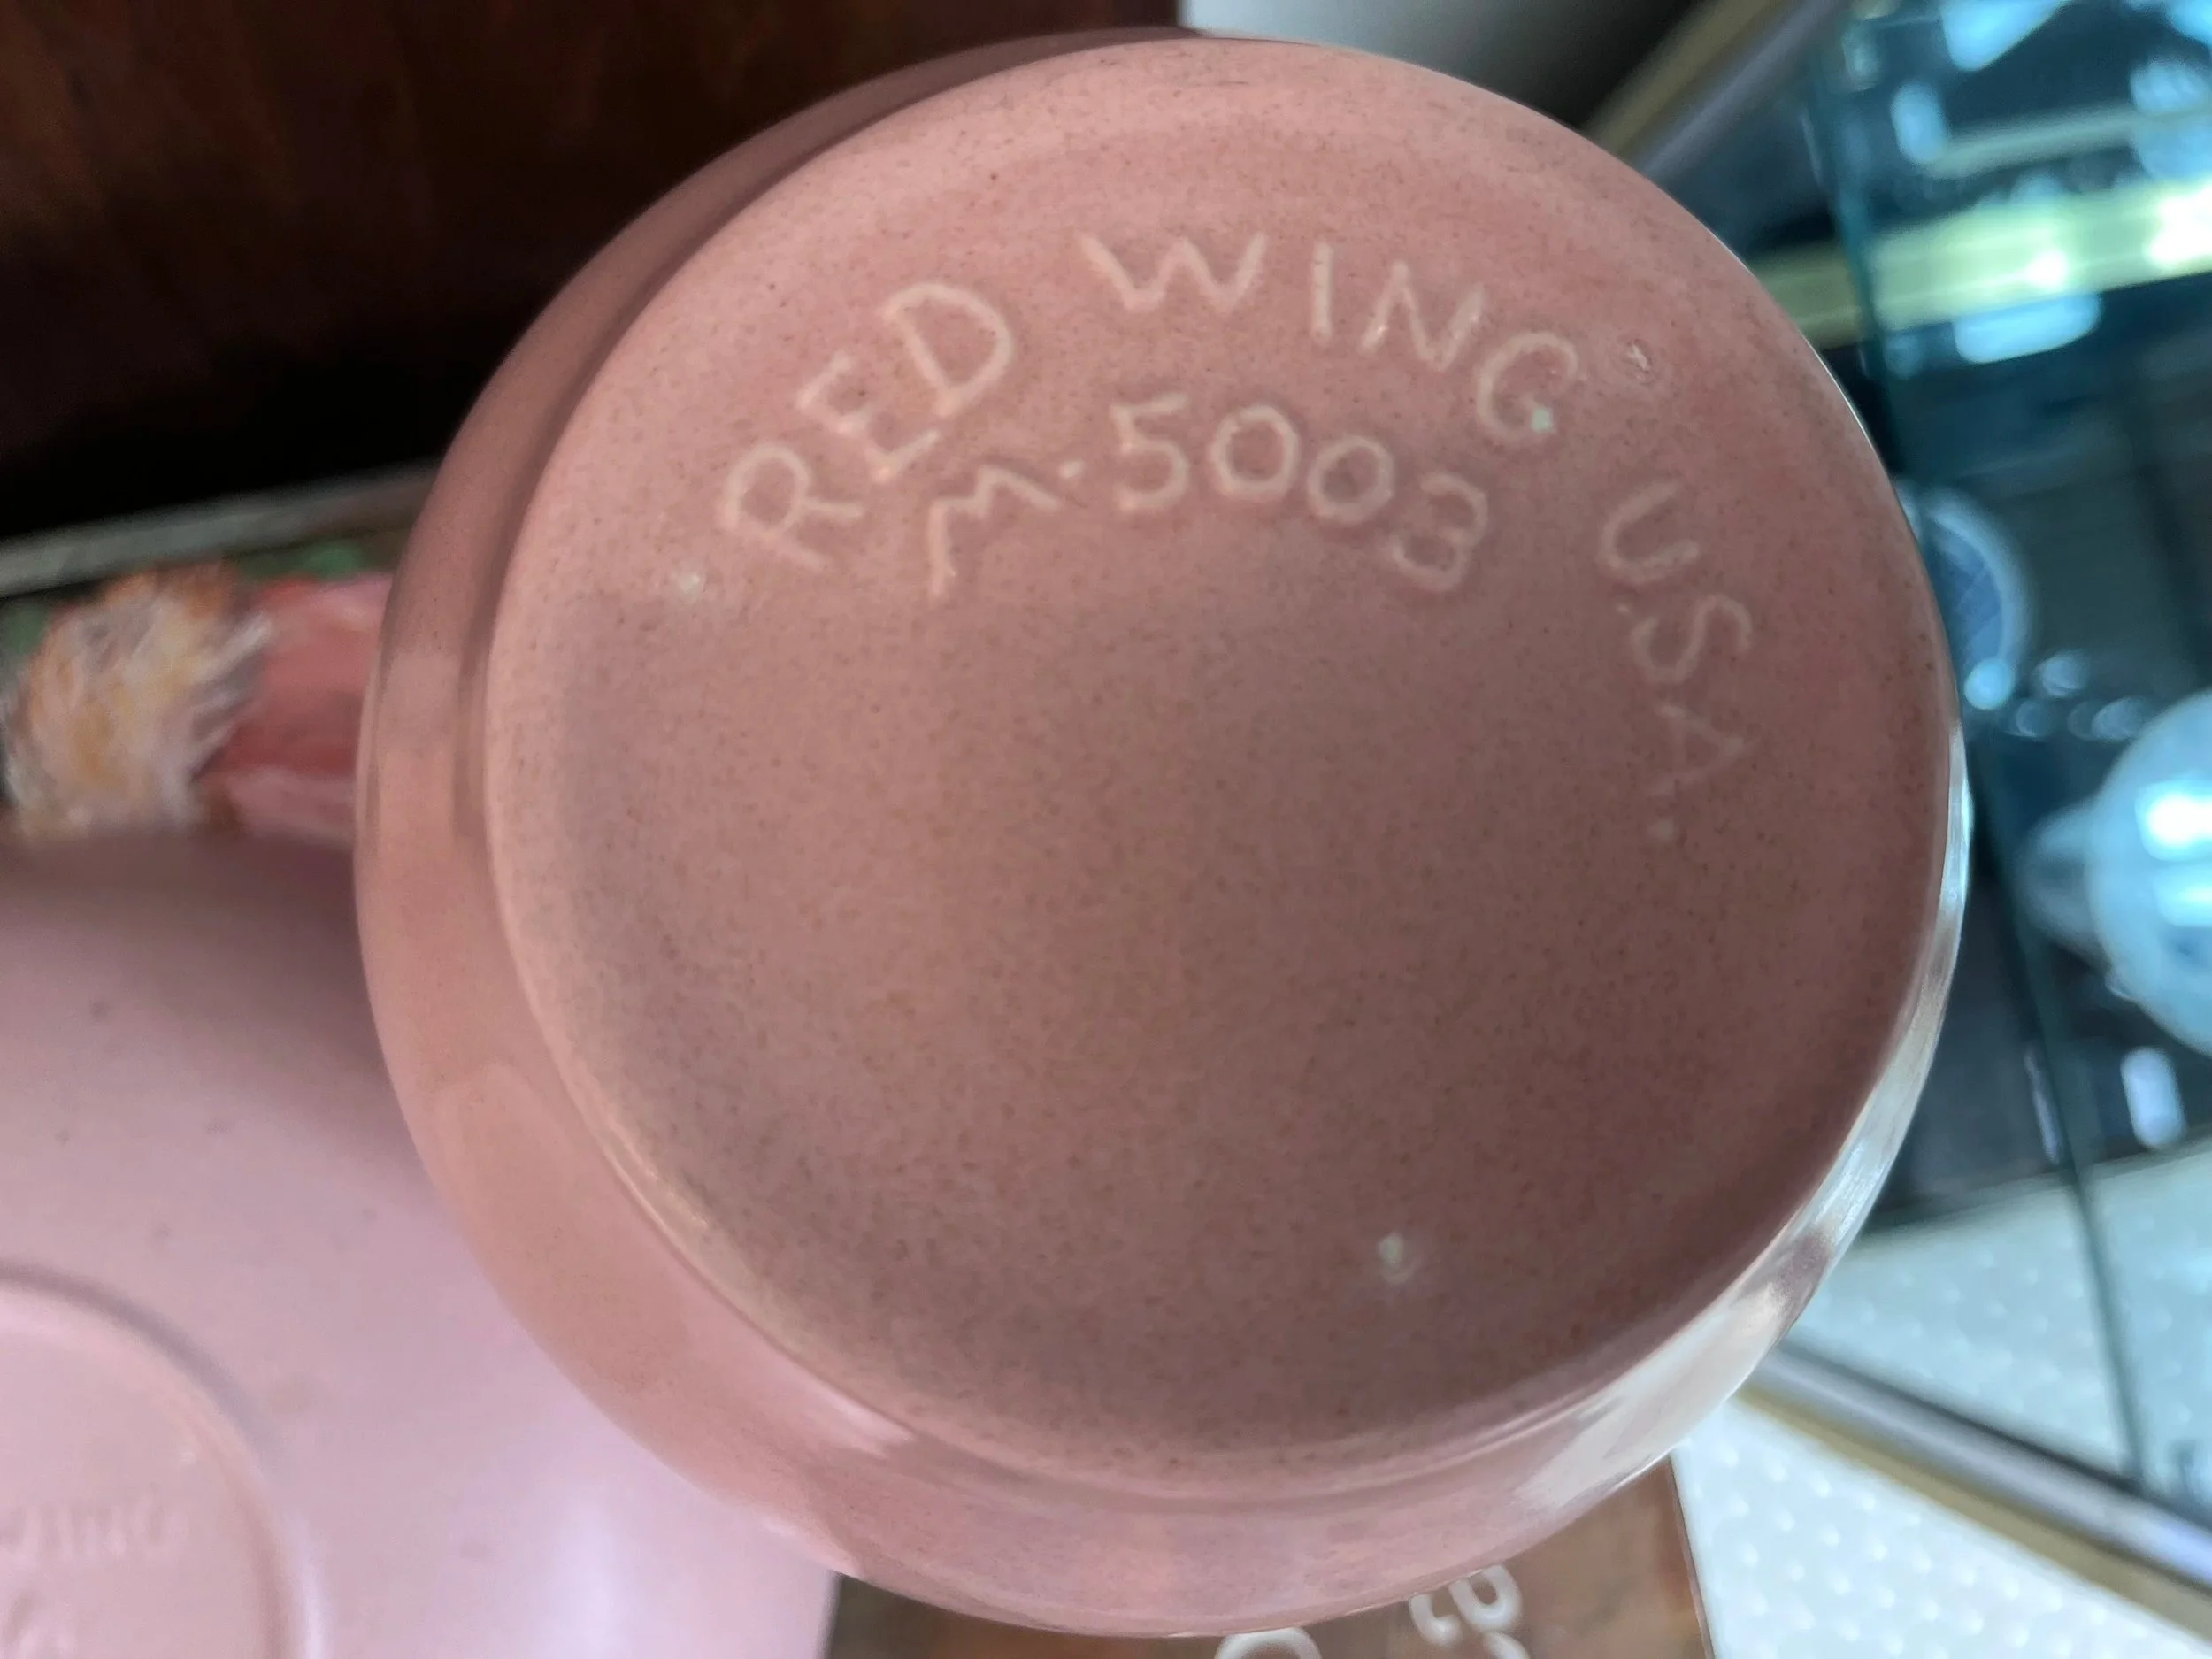 RED WING U.S.A.
M-5003